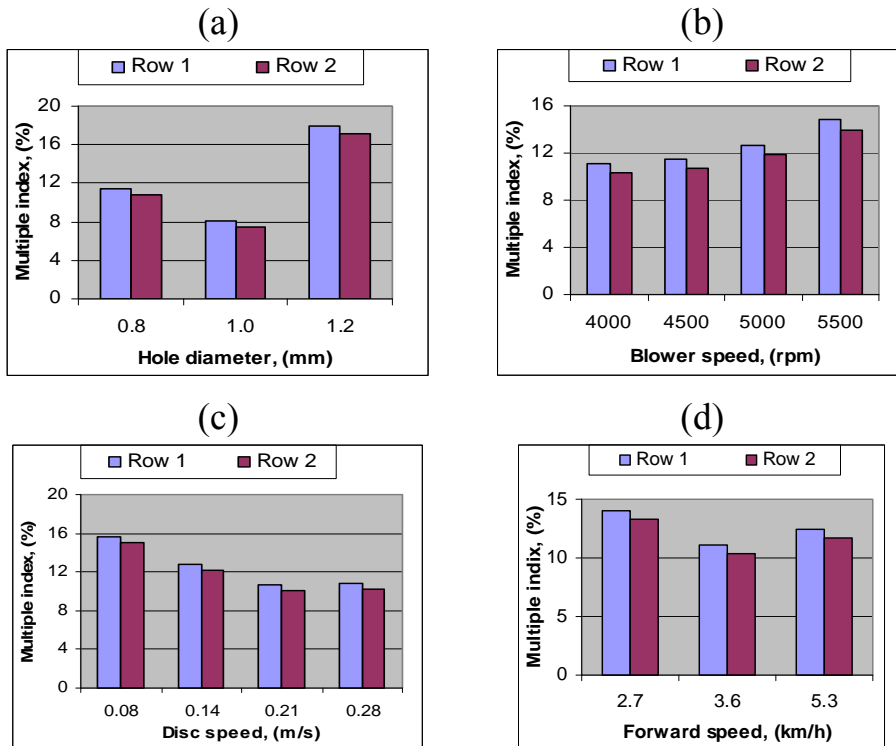 (a)
Row 1 Row 2
Multiple index, (%)
20
16
12
8
4
0
0.8 1.0 1.2
Hole diameter, (mm)
(b)
Row 1 Row 2
Multiple index, (%)
16
12
8
4
0
4000 4500 5000 5500
Blower speed, (rpm)
(c)
Row 1 Row 2
Multiple index, (%)
20
16
12
8
4
0
0.08 0.14 0.21 0.28
Disc speed, (m/s)
(d)
Row 1 Row 2
Multiple indix, (%)
15
10
5
0
2.7 3.6 5.3
Forward speed, (km/h)